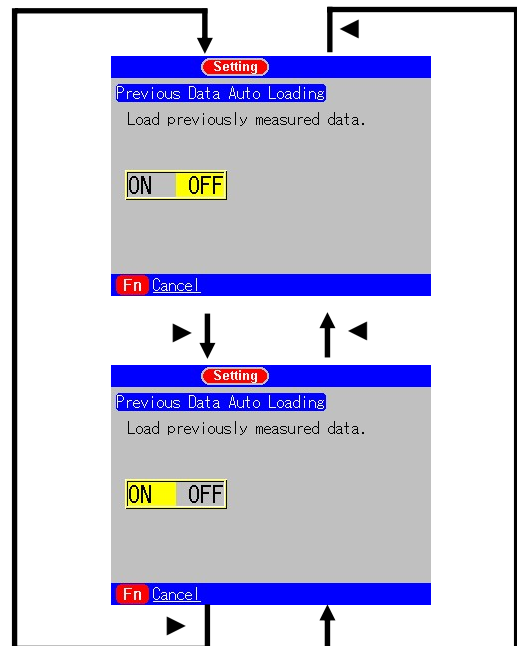 Setting
Previous Data Auto Loading
Load previously measured data.
ON OFF
Fn Cancel
Setting
Previous Data Auto Loading
Load previously measured data.
ON OFF
Fn Cancel